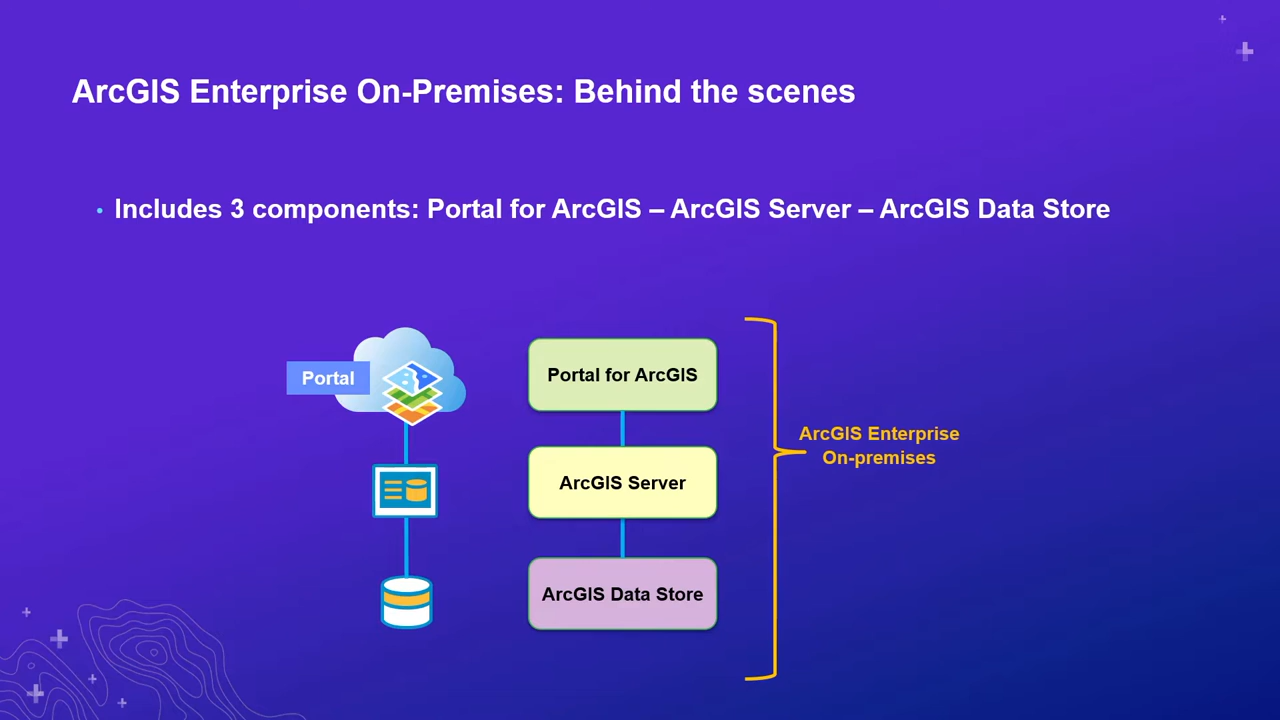 ArcGIS Enterprise On-Premises: Behind the scenes
• Includes 3 components: Portal for ArcGIS – ArcGIS Server – ArcGIS Data Store
Portal
Portal for ArcGIS
ArcGIS Server
ArcGIS Data Store
ArcGIS Enterprise
On-premises